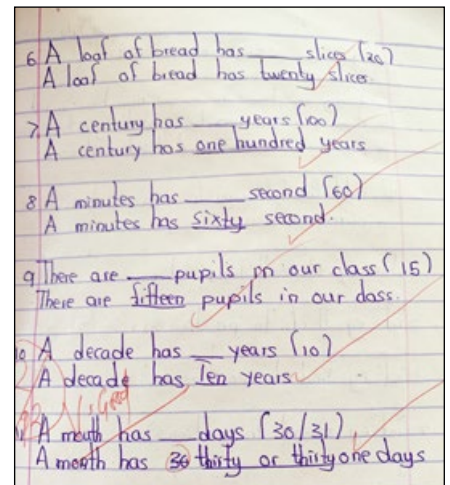 6 A loaf of bread has ___ slices (20)
A loaf of bread has twenty slices.
7. A century has ___ years (100)
A century has one hundred years
8 A minutes has ___ second (60)
A minutes has sixty second.
9 There are ___ pupils in our class (15)
There are fifteen pupils in our class.
10 A decade has ___ years (10)
A decade has Ten years
A month has ___ days (30/31)
A month has 30 thirty or thirty one days